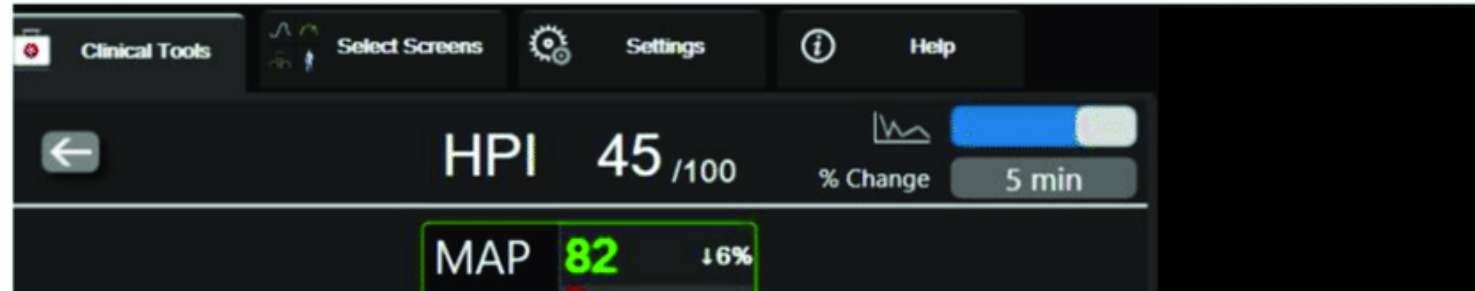 Clinical Tools
Select Screens
Settings
Help
HPI 45 /100
% Change 5 min
MAP 82 ↓6%